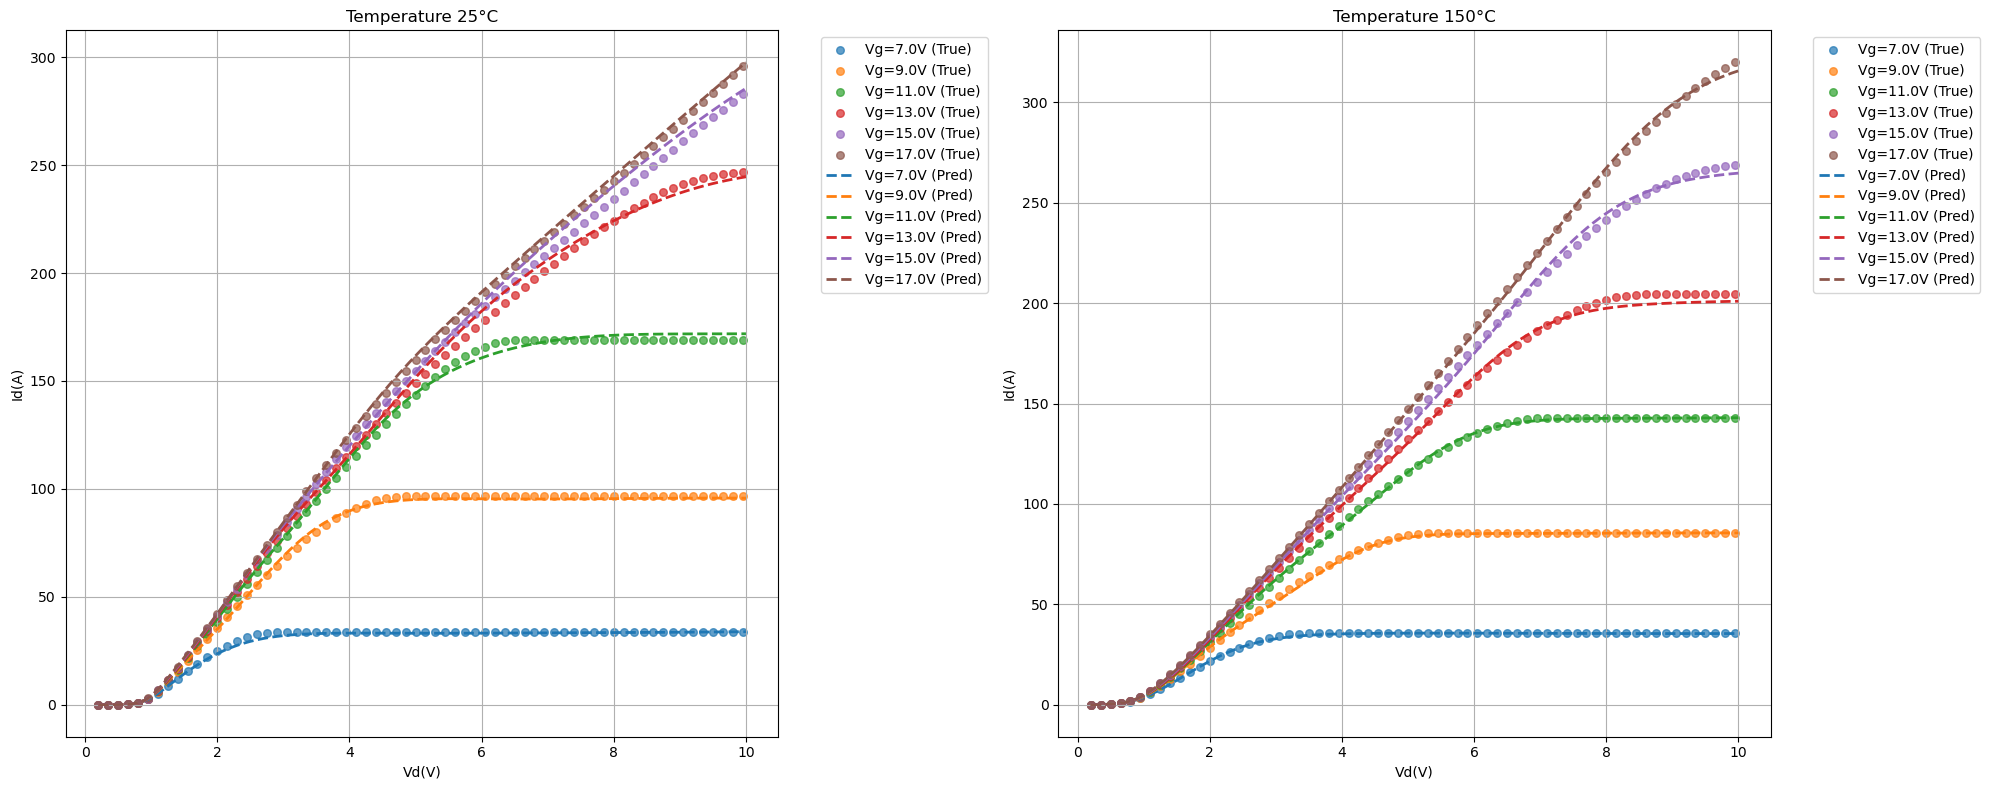 Temperature 25°C
Id(A)
300
250
200
150
100
50
0
0 2 4 6 8 10
Vd(V)
Vg=7.0V (True)
Vg=9.0V (True)
Vg=11.0V (True)
Vg=13.0V (True)
Vg=15.0V (True)
Vg=17.0V (True)
Vg=7.0V (Pred)
Vg=9.0V (Pred)
Vg=11.0V (Pred)
Vg=13.0V (Pred)
Vg=15.0V (Pred)
Vg=17.0V (Pred)
Temperature 150°C
Id(A)
300
250
200
150
100
50
0
0 2 4 6 8 10
Vd(V)
Vg=7.0V (True)
Vg=9.0V (True)
Vg=11.0V (True)
Vg=13.0V (True)
Vg=15.0V (True)
Vg=17.0V (True)
Vg=7.0V (Pred)
Vg=9.0V (Pred)
Vg=11.0V (Pred)
Vg=13.0V (Pred)
Vg=15.0V (Pred)
Vg=17.0V (Pred)